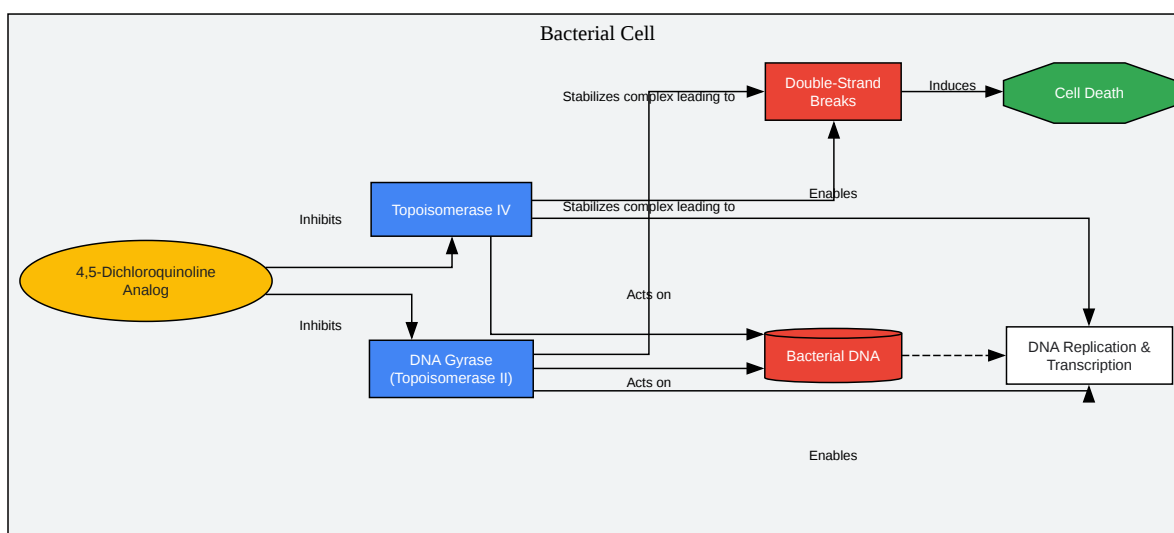 Bacterial Cell
Double-Strand
Breaks
Induces
Cell Death
Stabilizes complex leading to
Enables
Topoisomerase IV
Stabilizes complex leading to
Inhibits
4,5-Dichloroquinoline
Analog
Acts on
Inhibits
DNA Gyrase
(Topoisomerase II)
Bacterial DNA
DNA Replication &
Transcription
Acts on
Enables